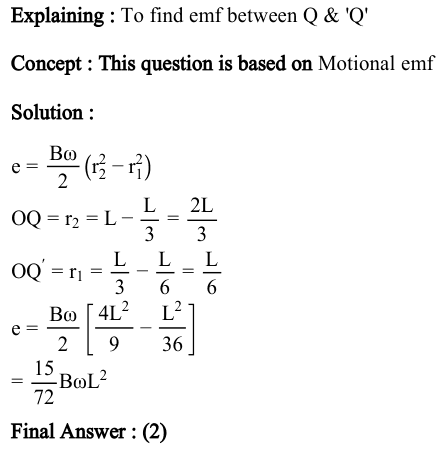 Explaining : To find emf between Q & 'Q'
Concept : This question is based on Motional emf
Solution :
e = Bω/2 (r₂² − r₁²)
OQ = r₂ = L − L/3 = 2L/3
OQ′ = r₁ = L/3 − L/6 = L/6
e = Bω/2 [4L²/9 − L²/36]
= 15/72 BωL²
Final Answer : (2)